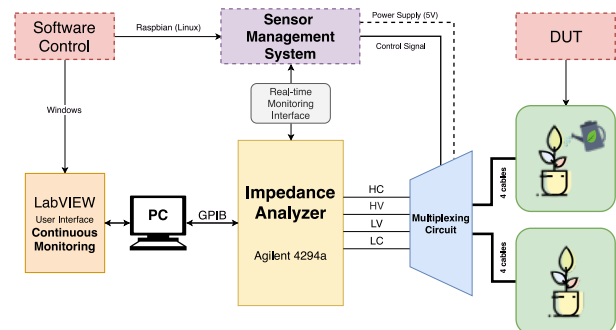 Software
Control
Raspbian (Linux)
Sensor
Management
System
Power Supply (5V)
Control Signal
DUT
Windows
Real-time
Monitoring
Interface
LabVIEW
User Interface
Continuous
Monitoring
PC
GPIB
Impedance
Analyzer
Agilent 4294a
HC
HV
LV
LC
Multiplexing
Circuit
4 cables
4 cables